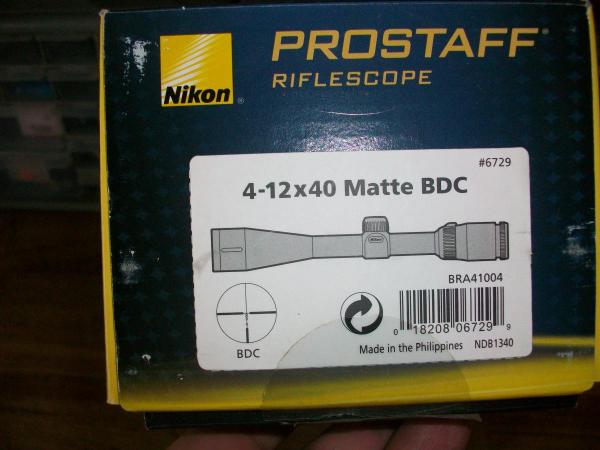 Nikon®
PROSTAFF®
RIFLESCOPE
#6729
4-12x40 Matte BDC
Nikon
BRA41004
BDC
0 18208 06729 9
Made in the Philippines NDB1340